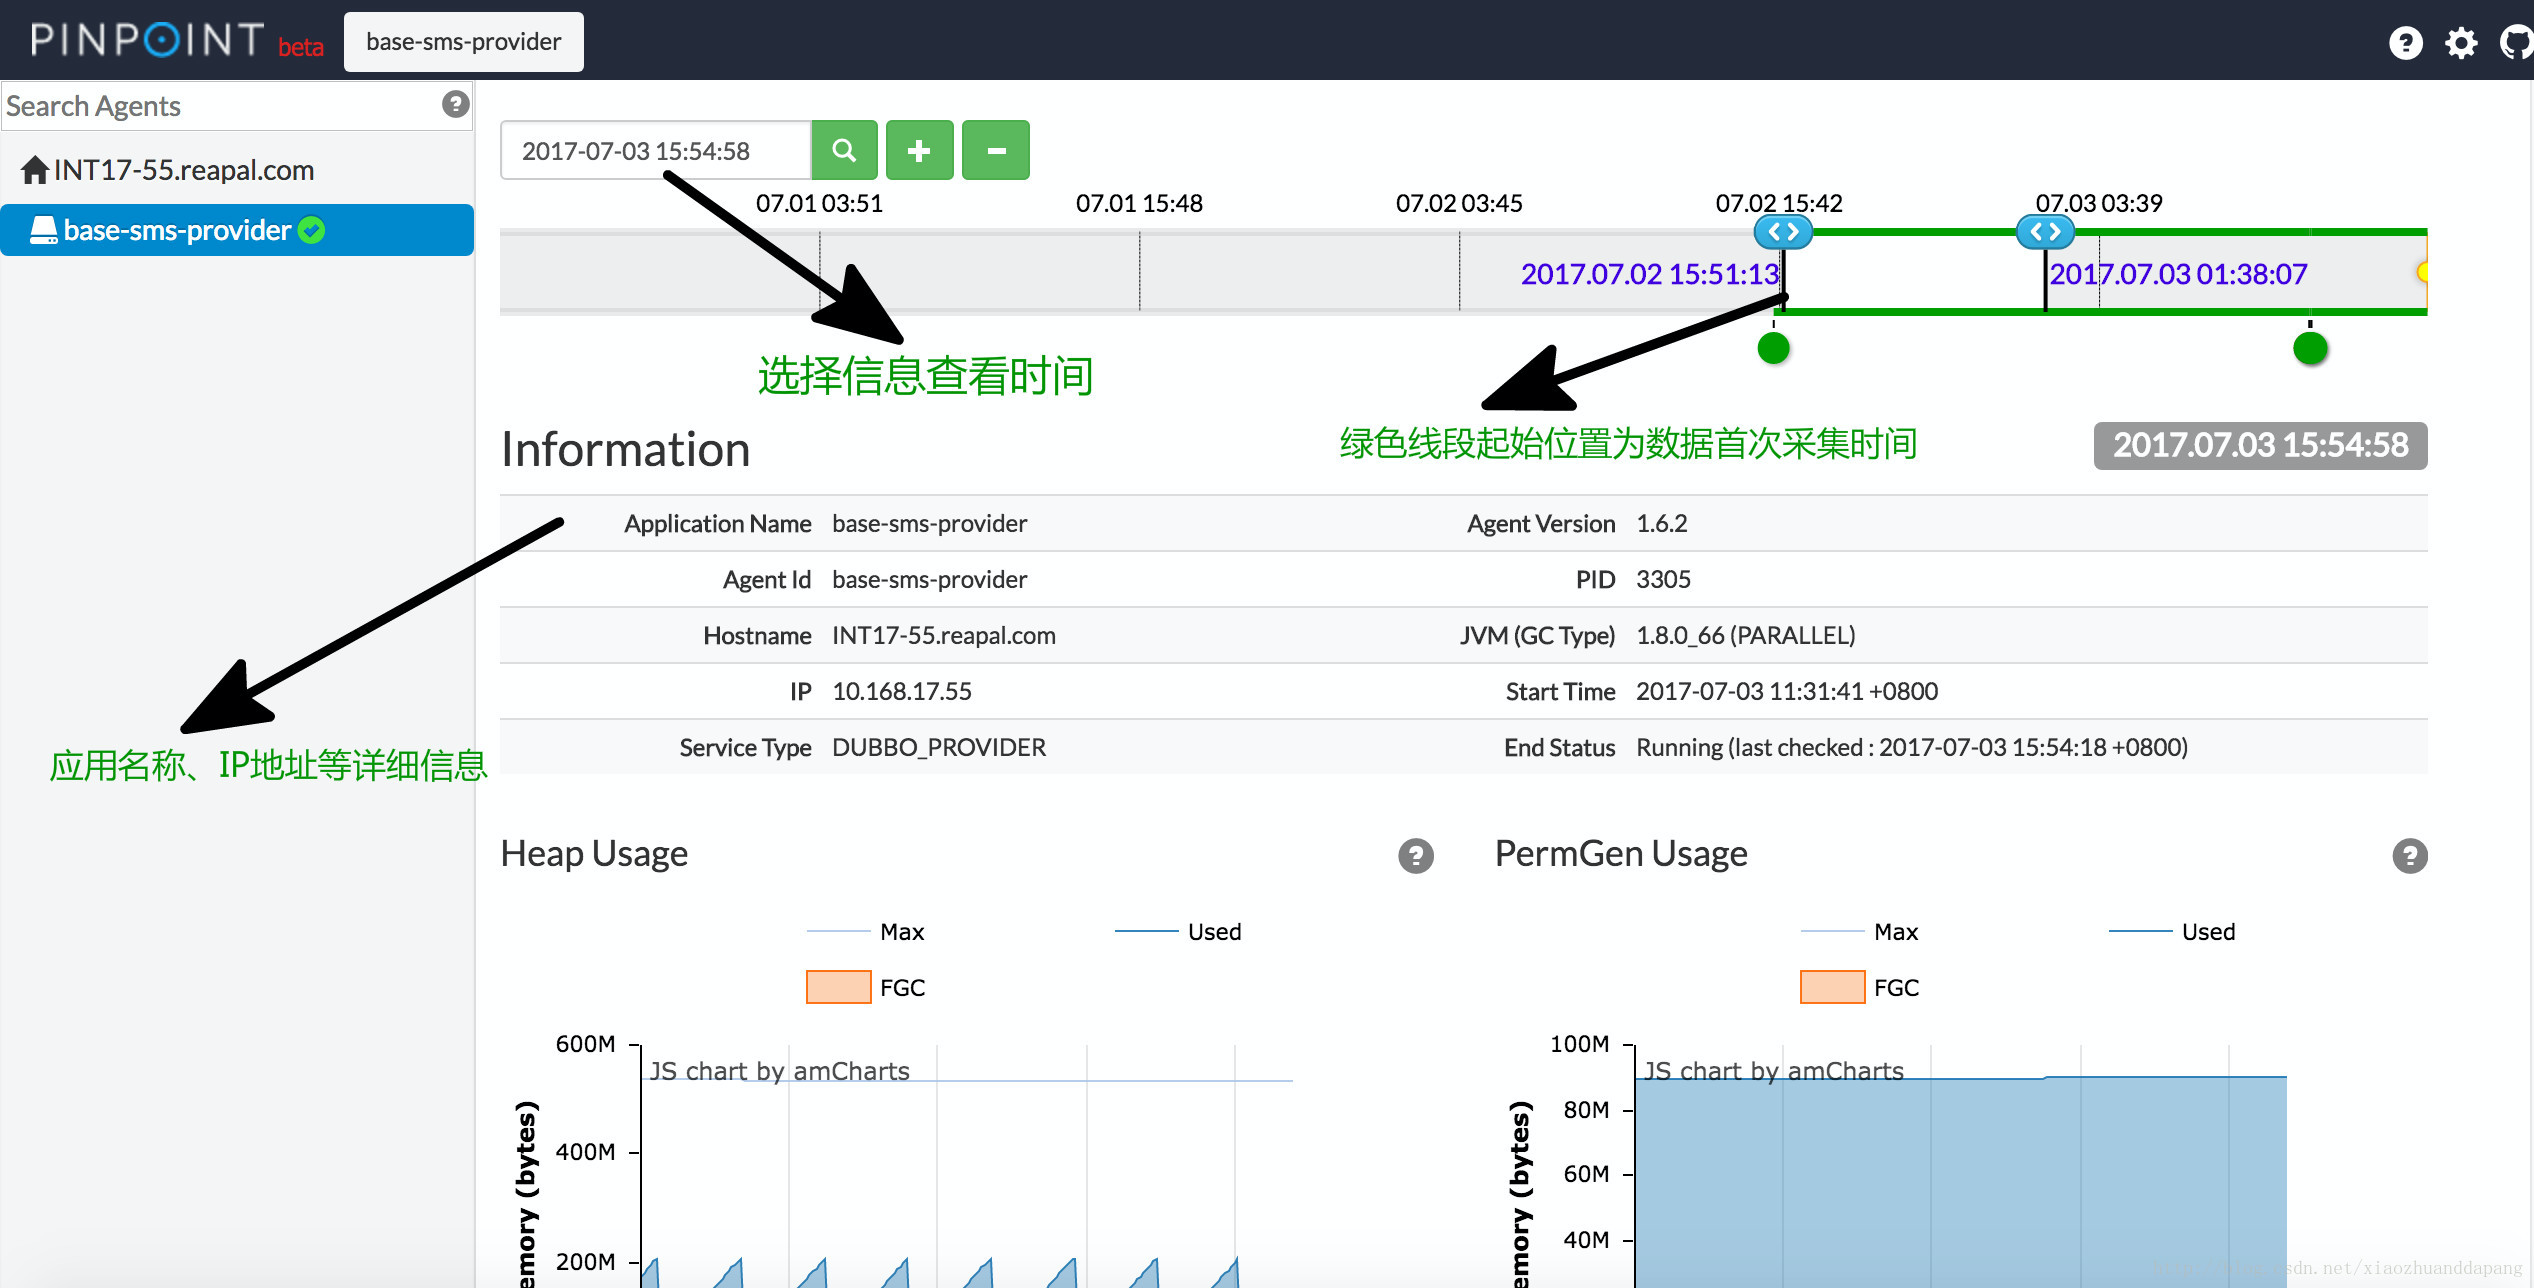 PINPOINT beta
base-sms-provider
Search Agents
INT17-55.reapal.com
base-sms-provider
2017-07-03 15:54:58
07.01 03:51
07.01 15:48
07.02 03:45
07.02 15:42
07.03 03:39
2017.07.02 15:51:13
2017.07.03 01:38:07
选择信息查看时间
绿色线段起始位置为数据首次采集时间
Information
2017.07.03 15:54:58
Application Name base-sms-provider
Agent Version 1.6.2
Agent Id base-sms-provider
PID 3305
Hostname INT17-55.reapal.com
JVM (GC Type) 1.8.0_66 (PARALLEL)
IP 10.168.17.55
Start Time 2017-07-03 11:31:41 +0800
Service Type DUBBO_PROVIDER
End Status Running (last checked : 2017-07-03 15:54:18 +0800)
应用名称、IP地址等详细信息
Heap Usage
Max
Used
FGC
600M
JS chart by amCharts
400M
200M
emory (bytes)
PermGen Usage
Max
Used
FGC
100M
JS chart by amCharts
80M
60M
40M
emory (bytes)
sdn.net/xiaozhuanddapang